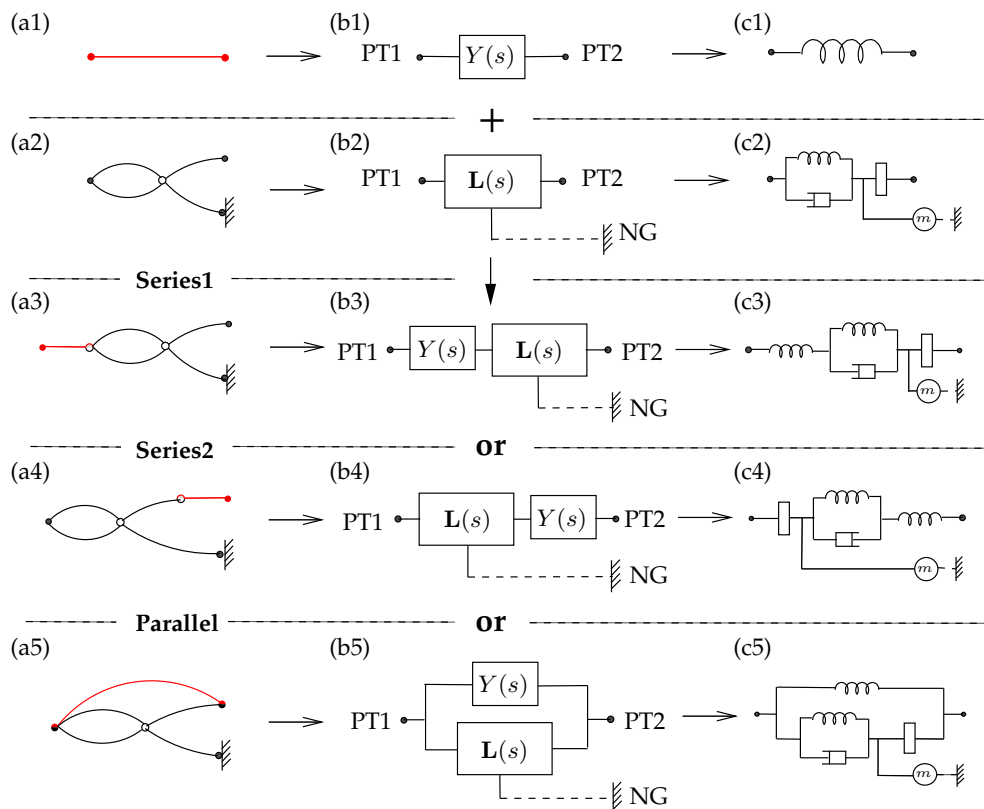 (a1) (b1) (c1)
PT1 Y(s) PT2
+
(a2) (b2) (c2)
PT1 L(s) PT2
m
NG
Series1
(a3) (b3) (c3)
PT1 Y(s) L(s) PT2
m
NG
Series2 or
(a4) (b4) (c4)
PT1 L(s) Y(s) PT2
m
NG
Parallel or
(a5) (b5) (c5)
Y(s)
PT1 PT2
L(s)
m
NG